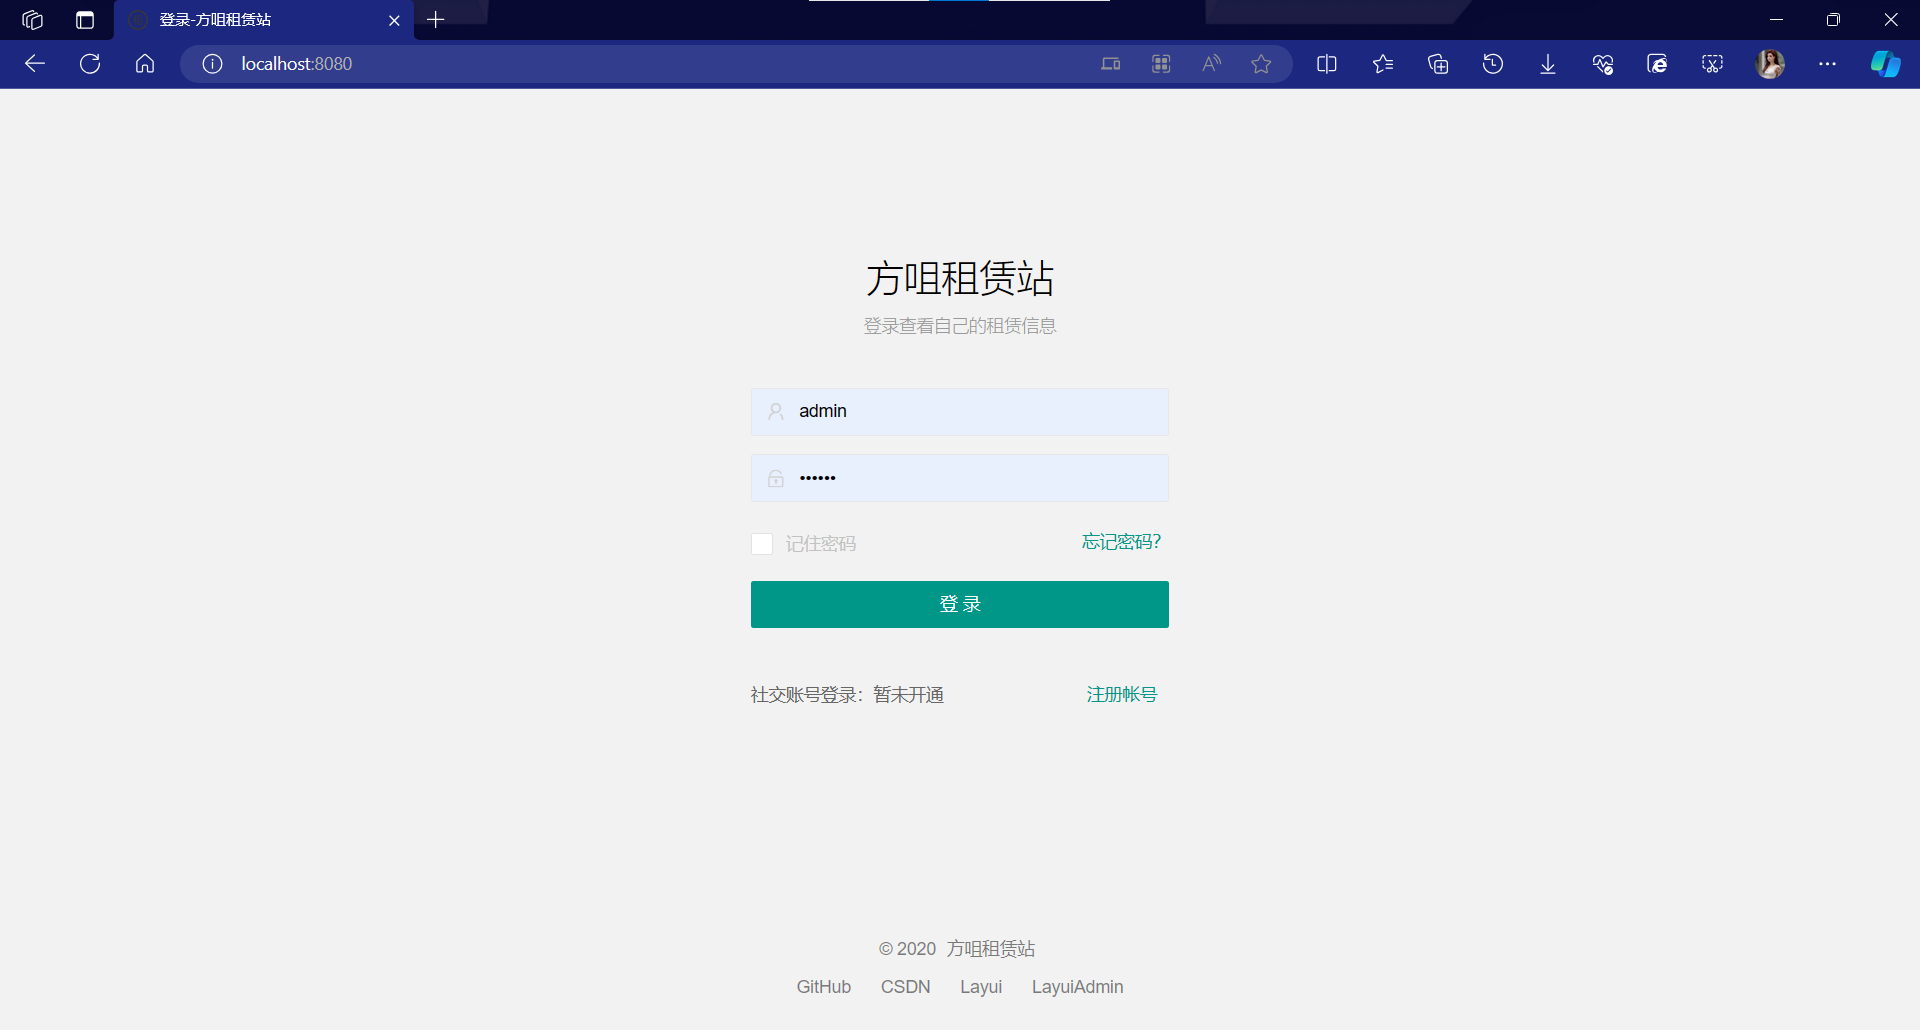 登录-方咀租赁站
localhost:8080
方咀租赁站
登录查看自己的租赁信息
admin
••••••
记住密码
忘记密码?
登 录
社交账号登录：暂未开通
注册帐号
© 2020 方咀租赁站
GitHub CSDN Layui LayuiAdmin